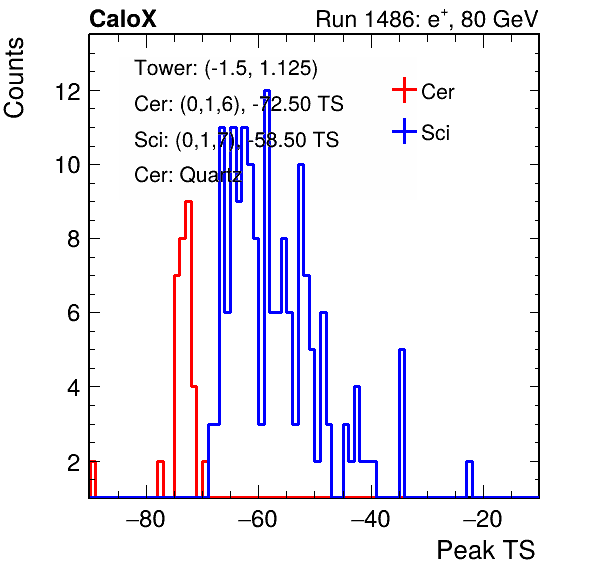 CaloX Run 1486: e⁺, 80 GeV
Counts
Tower: (-1.5, 1.125)
Cer: (0,1,6), -72.50 TS
Sci: (0,1,7), -58.50 TS
Cer: Quartz
Cer
Sci
12
10
8
6
4
2
−80 −60 −40 −20
Peak TS